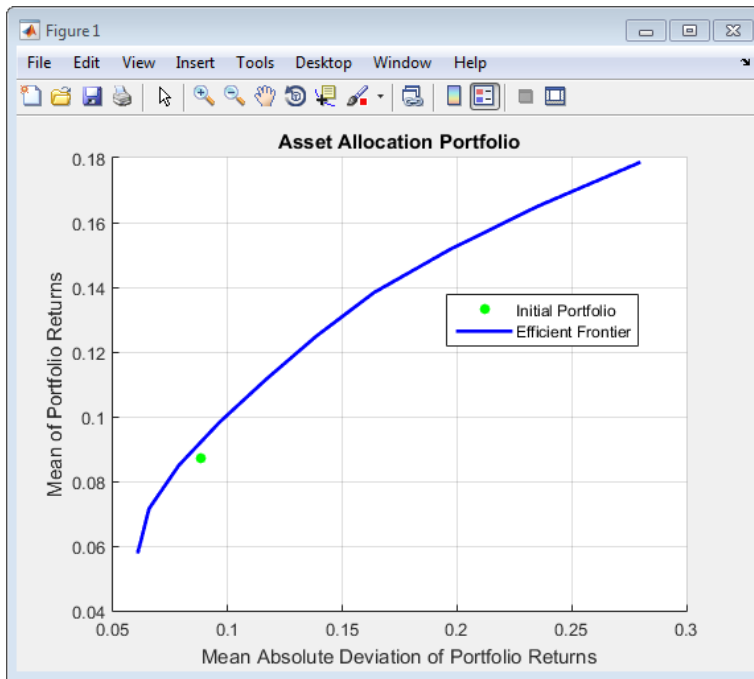 Figure 1
File Edit View Insert Tools Desktop Window Help
Asset Allocation Portfolio
0.18
0.16
0.14
0.12
0.1
0.08
0.06
0.04
Mean of Portfolio Returns
Initial Portfolio
Efficient Frontier
0.05 0.1 0.15 0.2 0.25 0.3
Mean Absolute Deviation of Portfolio Returns